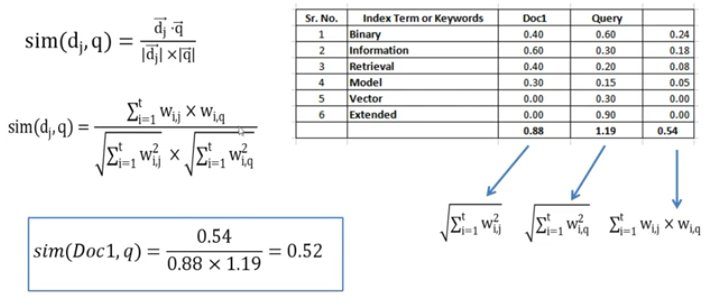 sim(dⱼ,q) = (d⃗ⱼ · q⃗) / (|d⃗ⱼ| × |q⃗|)
sim(dⱼ,q) = (∑ᵗᵢ₌₁ wᵢ,ⱼ × wᵢ,q) / (√(∑ᵗᵢ₌₁ w²ᵢ,ⱼ) × √(∑ᵗᵢ₌₁ w²ᵢ,q))
sim(Doc1, q) = 0.54 / (0.88 × 1.19) = 0.52
Sr. No. Index Term or Keywords Doc1 Query
1 Binary 0.40 0.60 0.24
2 Information 0.60 0.30 0.18
3 Retrieval 0.40 0.20 0.08
4 Model 0.30 0.15 0.05
5 Vector 0.00 0.30 0.00
6 Extended 0.00 0.90 0.00
0.88 1.19 0.54
√(∑ᵗᵢ₌₁ w²ᵢ,ⱼ) √(∑ᵗᵢ₌₁ w²ᵢ,q) ∑ᵗᵢ₌₁ wᵢ,ⱼ × wᵢ,q